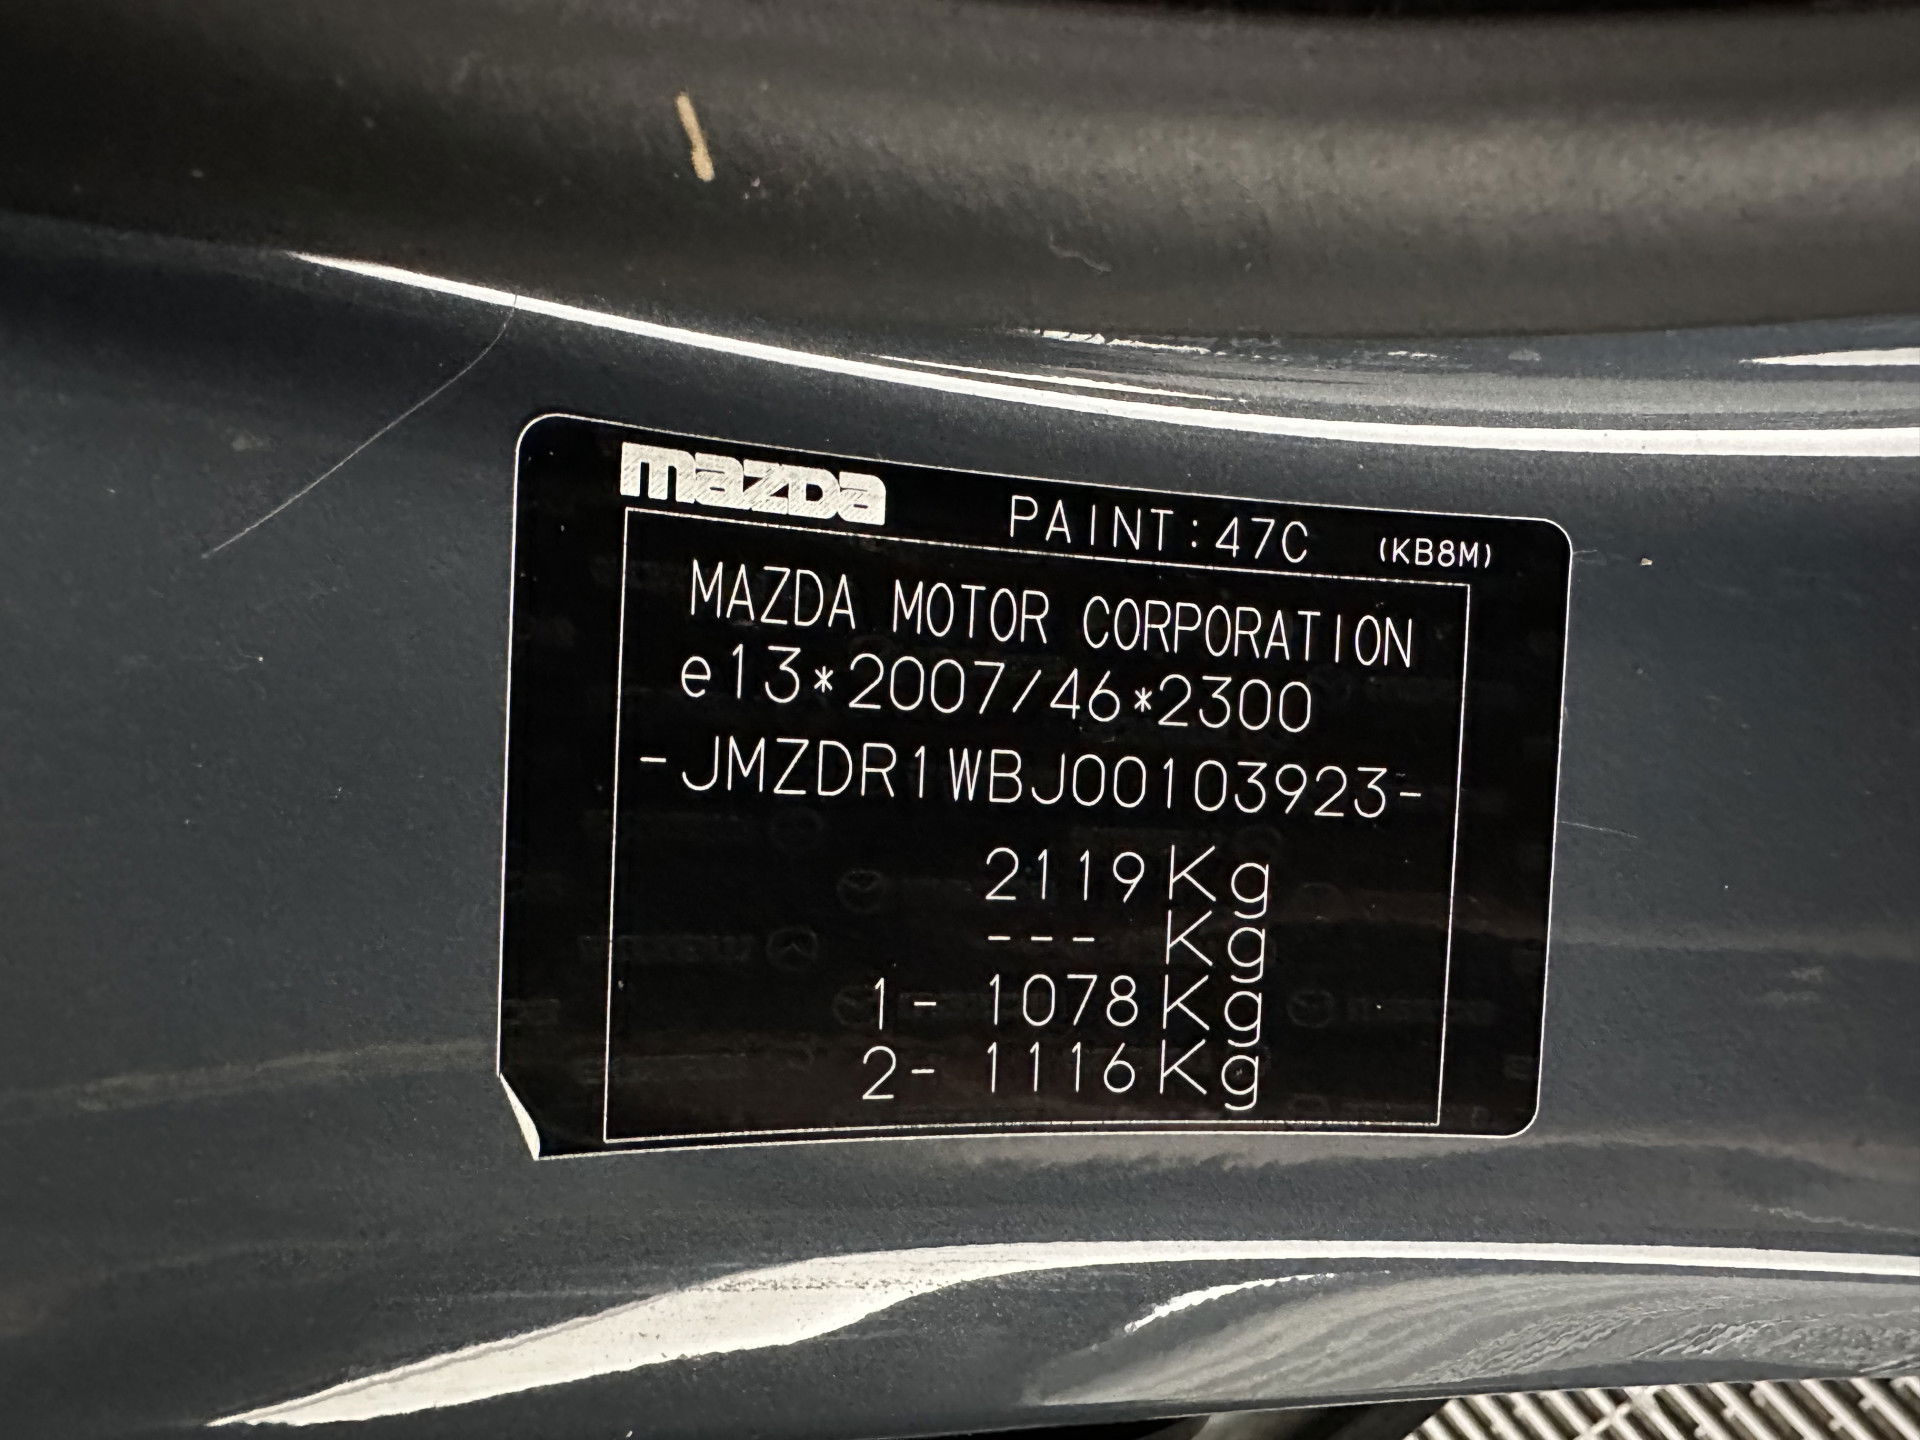 mazda PAINT:47C (KB8M)
MAZDA MOTOR CORPORATION
e13*2007/46*2300
-JMZDR1WBJ00103923-
2119Kg
--- Kg
1- 1078Kg
2- 1116Kg